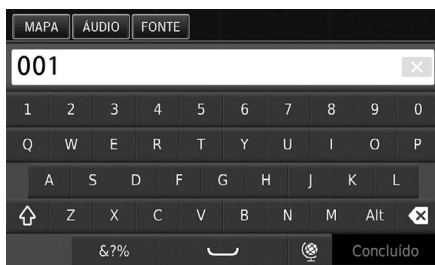 MAPA ÁUDIO FONTE
001
1 2 3 4 5 6 7 8 9 0
Q W E R T Y U I O P
A S D F G H J K L
Z X C V B N M Alt
&?% Concluído